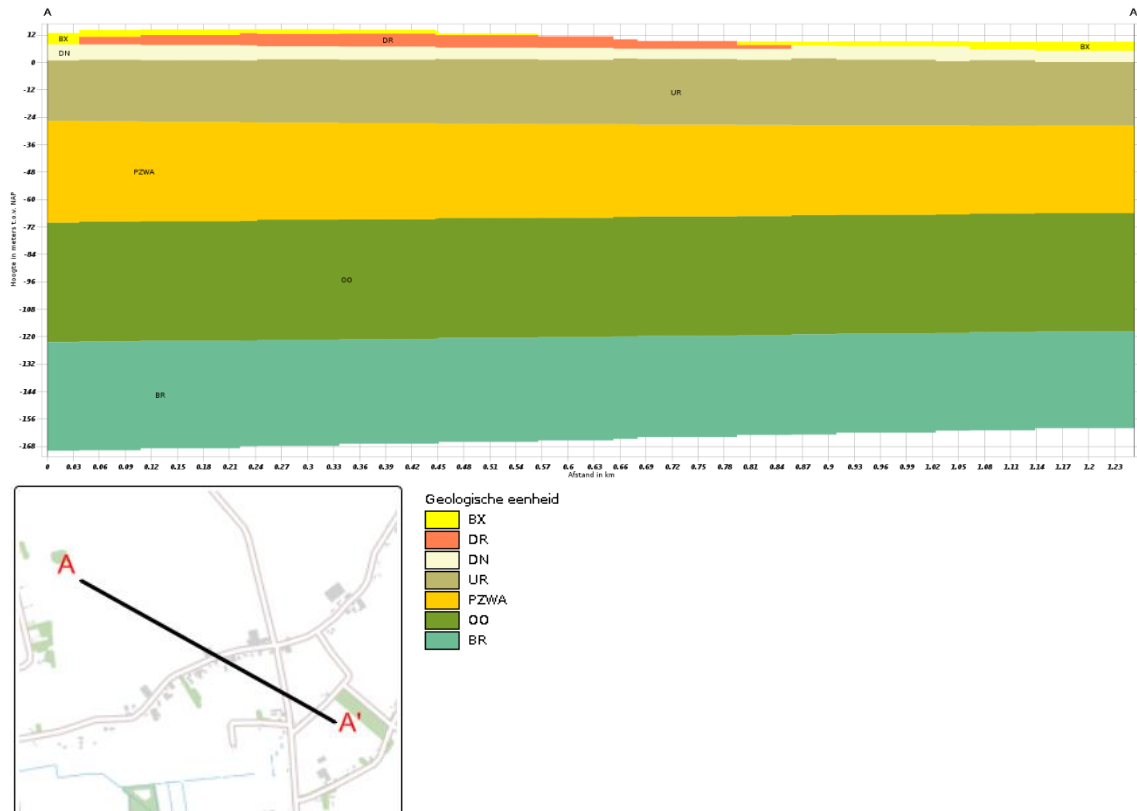 A A
12
0
-12
-24
-36
-48
-60
-72
-84
-96
-108
-120
-132
-144
-156
-168
Hoogte in meters t.o.v. NAP
BX
DN
DR
BX
UR
PZWA
OO
BR
0 0.03 0.06 0.09 0.12 0.15 0.18 0.21 0.24 0.27 0.3 0.33 0.36 0.39 0.42 0.45 0.48 0.51 0.54 0.57 0.6 0.63 0.66 0.69 0.72 0.75 0.78 0.81 0.84 0.87 0.9 0.93 0.96 0.99 1.02 1.05 1.08 1.11 1.14 1.17 1.2 1.23
Afstand in km
A
A'
Geologische eenheid
BX
DR
DN
UR
PZWA
OO
BR